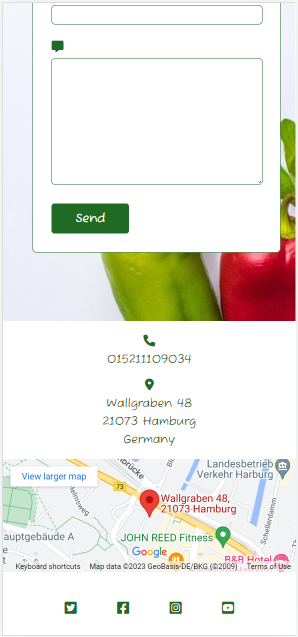 Send
015211109034
Wallgraben 48
21073 Hamburg
Germany
View larger map
Landesbetrieb
Verkehr Harburg
73
Wallgraben 48,
21073 Hamburg
JOHN REED Fitness
auptgebäude A
Schellerdamm
B&B Hotel
Google
Keyboard shortcuts
Map data ©2023 GeoBasis-DE/BKG (©2009)
Terms of Use